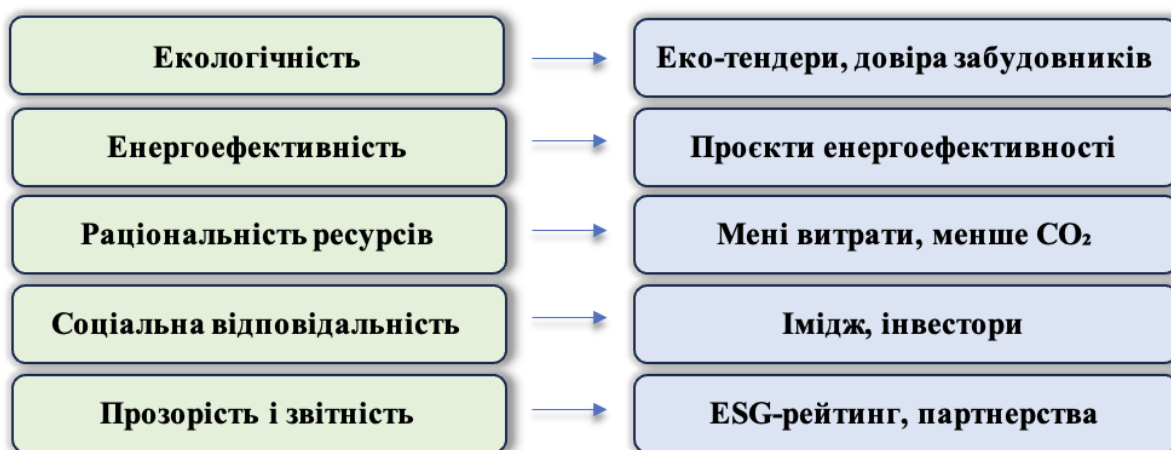 Екологічність
Еко-тендери, довіра забудовників
Енергоефективність
Проєкти енергоефективності
Раціональність ресурсів
Мені витрати, менше CO₂
Соціальна відповідальність
Імідж, інвестори
Прозорість і звітність
ESG-рейтинг, партнерства